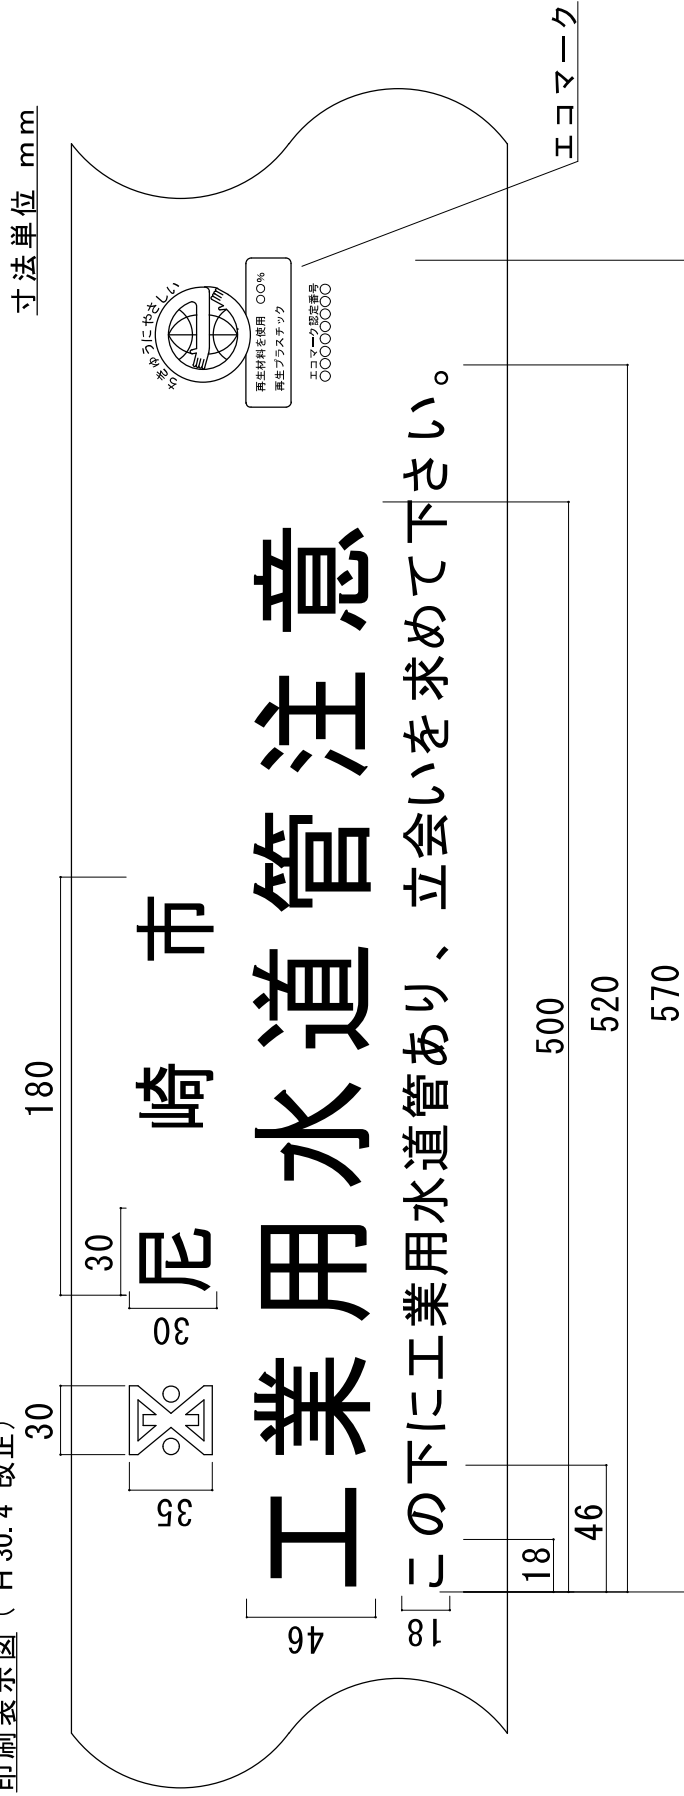 印刷表示図（H30.4 改正）
寸法単位 mm
180
30
30
30
35
尼崎市
ちきゅうにやさしい
再生材料を使用 ○○%
再生プラスチック
エコマーク認定番号
○○○○○○○○
エコマーク
工業用水道管注意
46
この下に工業用水道管あり、立会いを求めて下さい。
18
18
46
500
520
570